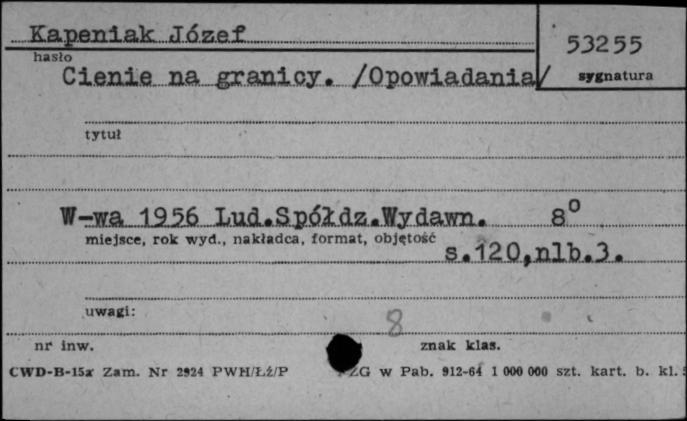 Kapeniak Józef
53255
hasło
sygnatura
Cienie na granicy. /Opowiadania/
tytuł
W-wa 1956 Lud.Spółdz.Wydawn. 8°
miejsce, rok wyd., nakładca, format, objętość
s.120,nlb.3.
uwagi:
8
nr inw.
znak klas.
CWD-B-15a Zam. Nr 2924 PWH/Łź/P ZG w Pab. 912-64 1 000 000 szt. kart. b. kl.